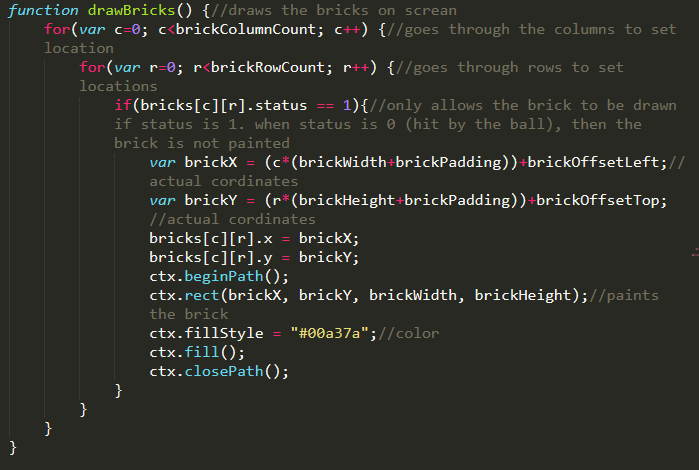 function drawBricks() {//draws the bricks on screan
for(var c=0; c<brickColumnCount; c++) {//goes through the columns to set
location
for(var r=0; r<brickRowCount; r++) {//goes through rows to set
locations
if(bricks[c][r].status == 1){//only allows the brick to be drawn
if status is 1. when status is 0 (hit by the ball), then the
brick is not painted
var brickX = (c*(brickWidth+brickPadding))+brickOffsetLeft;//
actual cordinates
var brickY = (r*(brickHeight+brickPadding))+brickOffsetTop;
//actual cordinates
bricks[c][r].x = brickX;
bricks[c][r].y = brickY;
ctx.beginPath();
ctx.rect(brickX, brickY, brickWidth, brickHeight);//paints
the brick
ctx.fillStyle = "#00a37a";//color
ctx.fill();
ctx.closePath();
}
}
}
}